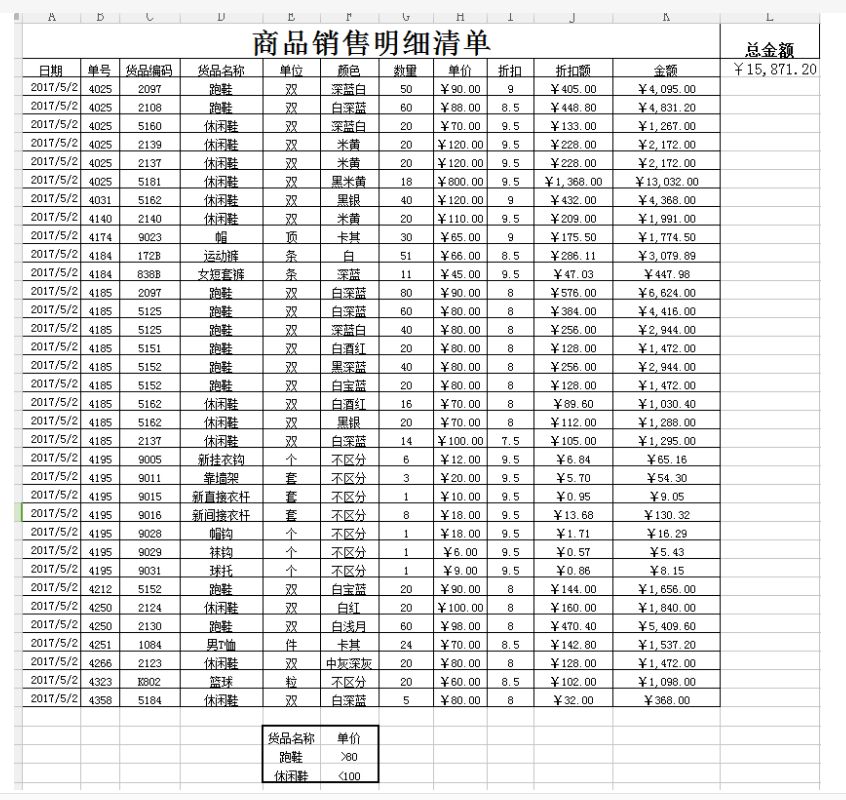 A B C D E F G H I J K L
商品销售明细清单 总金额
日期 单号 货品编码 货品名称 单位 颜色 数量 单价 折扣 折扣额 金额 ￥15,871.20
2017/5/2 4025 2097 跑鞋 双 深蓝白 50 ￥90.00 9 ￥405.00 ￥4,095.00
2017/5/2 4025 2108 跑鞋 双 白深蓝 60 ￥88.00 8.5 ￥448.80 ￥4,831.20
2017/5/2 4025 5160 休闲鞋 双 深蓝白 20 ￥70.00 9.5 ￥133.00 ￥1,267.00
2017/5/2 4025 2139 休闲鞋 双 米黄 20 ￥120.00 9.5 ￥228.00 ￥2,172.00
2017/5/2 4025 2137 休闲鞋 双 米黄 20 ￥120.00 9.5 ￥228.00 ￥2,172.00
2017/5/2 4025 5181 休闲鞋 双 黑米黄 18 ￥800.00 9.5 ￥1,368.00 ￥13,032.00
2017/5/2 4031 5162 休闲鞋 双 黑银 40 ￥120.00 9 ￥432.00 ￥4,368.00
2017/5/2 4140 2140 休闲鞋 双 米黄 20 ￥110.00 9.5 ￥209.00 ￥1,991.00
2017/5/2 4174 9023 帽 顶 卡其 30 ￥65.00 9 ￥175.50 ￥1,774.50
2017/5/2 4184 172B 运动裤 条 白 51 ￥66.00 8.5 ￥286.11 ￥3,079.89
2017/5/2 4184 838B 女短套裤 条 深蓝 11 ￥45.00 9.5 ￥47.03 ￥447.98
2017/5/2 4185 2097 跑鞋 双 白深蓝 80 ￥90.00 8 ￥576.00 ￥6,624.00
2017/5/2 4185 5125 跑鞋 双 白深蓝 60 ￥80.00 8 ￥384.00 ￥4,416.00
2017/5/2 4185 5125 跑鞋 双 深蓝白 40 ￥80.00 8 ￥256.00 ￥2,944.00
2017/5/2 4185 5151 跑鞋 双 白酒红 20 ￥80.00 8 ￥128.00 ￥1,472.00
2017/5/2 4185 5152 跑鞋 双 黑深蓝 40 ￥80.00 8 ￥256.00 ￥2,944.00
2017/5/2 4185 5152 跑鞋 双 白宝蓝 20 ￥80.00 8 ￥128.00 ￥1,472.00
2017/5/2 4185 5162 休闲鞋 双 白酒红 16 ￥70.00 8 ￥89.60 ￥1,030.40
2017/5/2 4185 5162 休闲鞋 双 黑银 20 ￥70.00 8 ￥112.00 ￥1,288.00
2017/5/2 4185 2137 休闲鞋 双 白深蓝 14 ￥100.00 7.5 ￥105.00 ￥1,295.00
2017/5/2 4195 9005 新挂衣钩 个 不区分 6 ￥12.00 9.5 ￥6.84 ￥65.16
2017/5/2 4195 9011 靠墙架 套 不区分 3 ￥20.00 9.5 ￥5.70 ￥54.30
2017/5/2 4195 9015 新直接衣杆 套 不区分 1 ￥10.00 9.5 ￥0.95 ￥9.05
2017/5/2 4195 9016 新间接衣杆 套 不区分 8 ￥18.00 9.5 ￥13.68 ￥130.32
2017/5/2 4195 9028 帽钩 个 不区分 1 ￥18.00 9.5 ￥1.71 ￥16.29
2017/5/2 4195 9029 袜钩 个 不区分 1 ￥6.00 9.5 ￥0.57 ￥5.43
2017/5/2 4195 9031 球托 个 不区分 1 ￥9.00 9.5 ￥0.86 ￥8.15
2017/5/2 4212 5152 跑鞋 双 白宝蓝 20 ￥90.00 8 ￥144.00 ￥1,656.00
2017/5/2 4250 2124 休闲鞋 双 白红 20 ￥100.00 8 ￥160.00 ￥1,840.00
2017/5/2 4250 2130 跑鞋 双 白浅月 60 ￥98.00 8 ￥470.40 ￥5,409.60
2017/5/2 4251 1084 男T恤 件 卡其 24 ￥70.00 8.5 ￥142.80 ￥1,537.20
2017/5/2 4266 2123 休闲鞋 双 中灰深灰 20 ￥80.00 8 ￥128.00 ￥1,472.00
2017/5/2 4323 K802 篮球 粒 不区分 20 ￥60.00 8.5 ￥102.00 ￥1,098.00
2017/5/2 4358 5184 休闲鞋 双 白深蓝 5 ￥80.00 8 ￥32.00 ￥368.00
货品名称 单价
跑鞋 >80
休闲鞋 <100